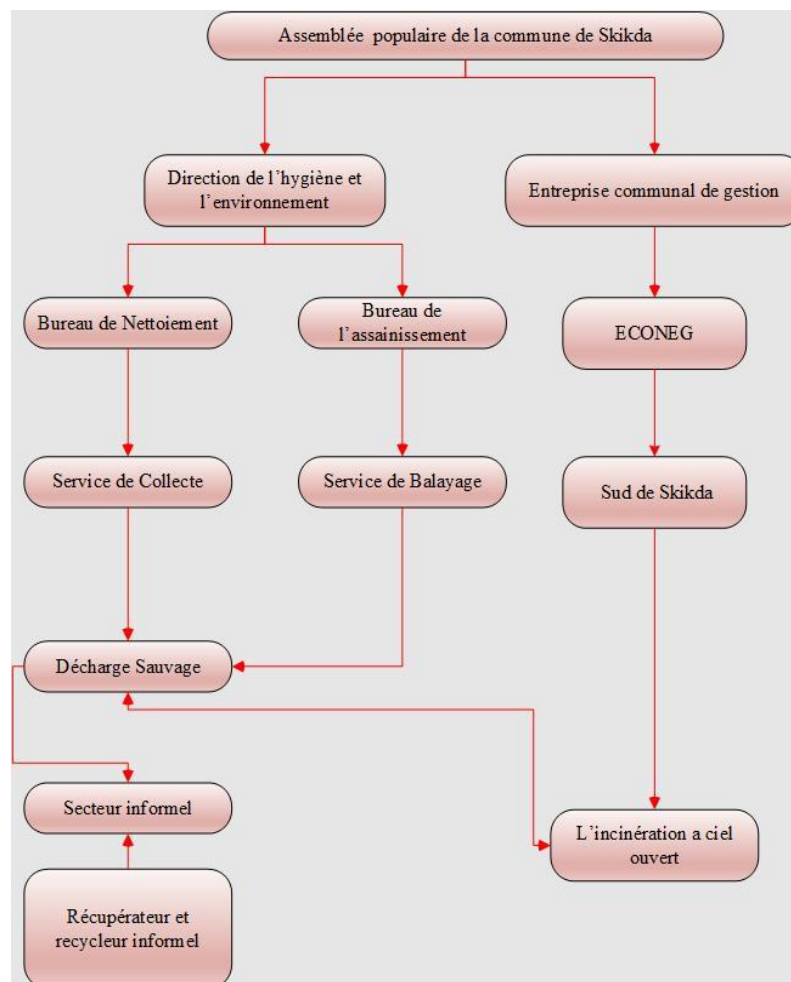 Assemblée populaire de la commune de Skikda
Direction de l'hygiène et
l'environnement
Entreprise communal de gestion
Bureau de Nettoiement
Bureau de
l'assainissement
ECONEG
Service de Collecte
Service de Balayage
Sud de Skikda
Décharge Sauvage
Secteur informel
L'incinération a ciel
ouvert
Récupérateur et
recycleur informel